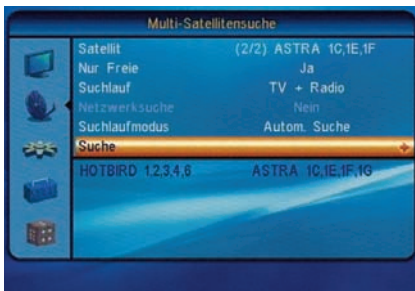 Multi-Satellitensuche
Satellit (2/2) ASTRA 1C,1E,1F
Nur Freie Ja
Suchlauf TV + Radio
Netzwerksuche Nein
Suchlaufmodus Autom. Suche
Suche
HOTBIRD 1,2,3,4,6 ASTRA 1C,1E,1F,1G